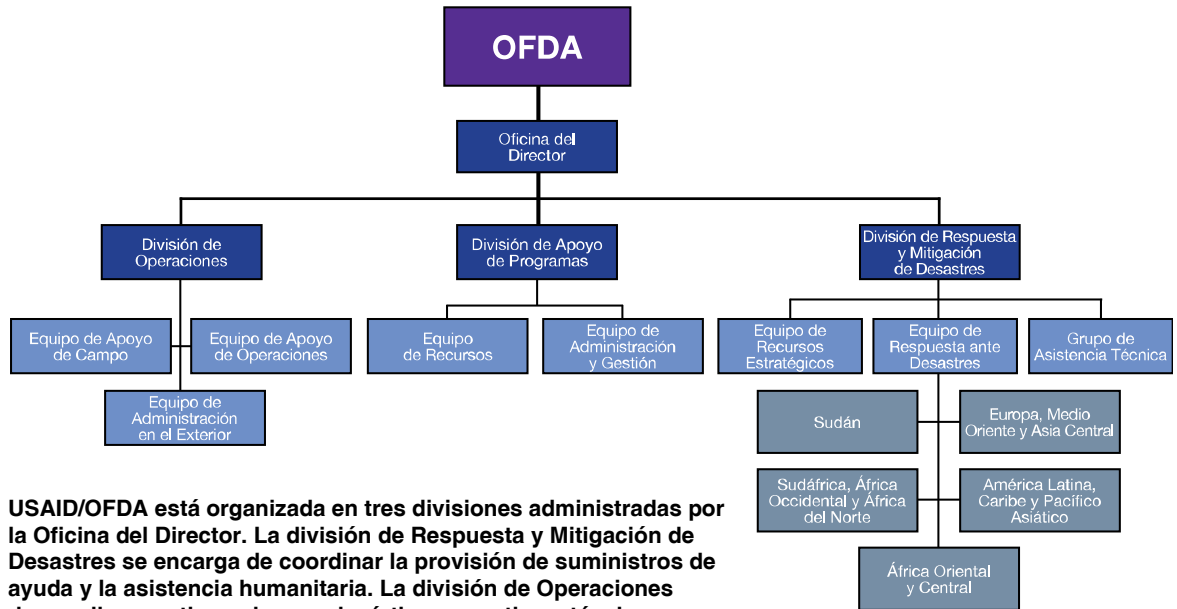 OFDA
Oficina del
Director
División de
Operaciones
División de Apoyo
de Programas
División de Respuesta
y Mitigación
de Desastres
Equipo de Apoyo
de Campo
Equipo de Apoyo
de Operaciones
Equipo de
Administración
en el Exterior
Equipo
de Recursos
Equipo de
Administración
y Gestión
Equipo de
Recursos
Estratégicos
Equipo de
Respuesta ante
Desastres
Grupo de
Asistencia Técnica
Sudán
Europa, Medio
Oriente y Asia Central
Sudáfrica, África
Occidental y África
del Norte
América Latina,
Caribe y Pacífico
Asiático
África Oriental
y Central
USAID/OFDA está organizada en tres divisiones administradas por
la Oficina del Director. La división de Respuesta y Mitigación de
Desastres se encarga de coordinar la provisión de suministros de
ayuda y la asistencia humanitaria. La división de Operaciones